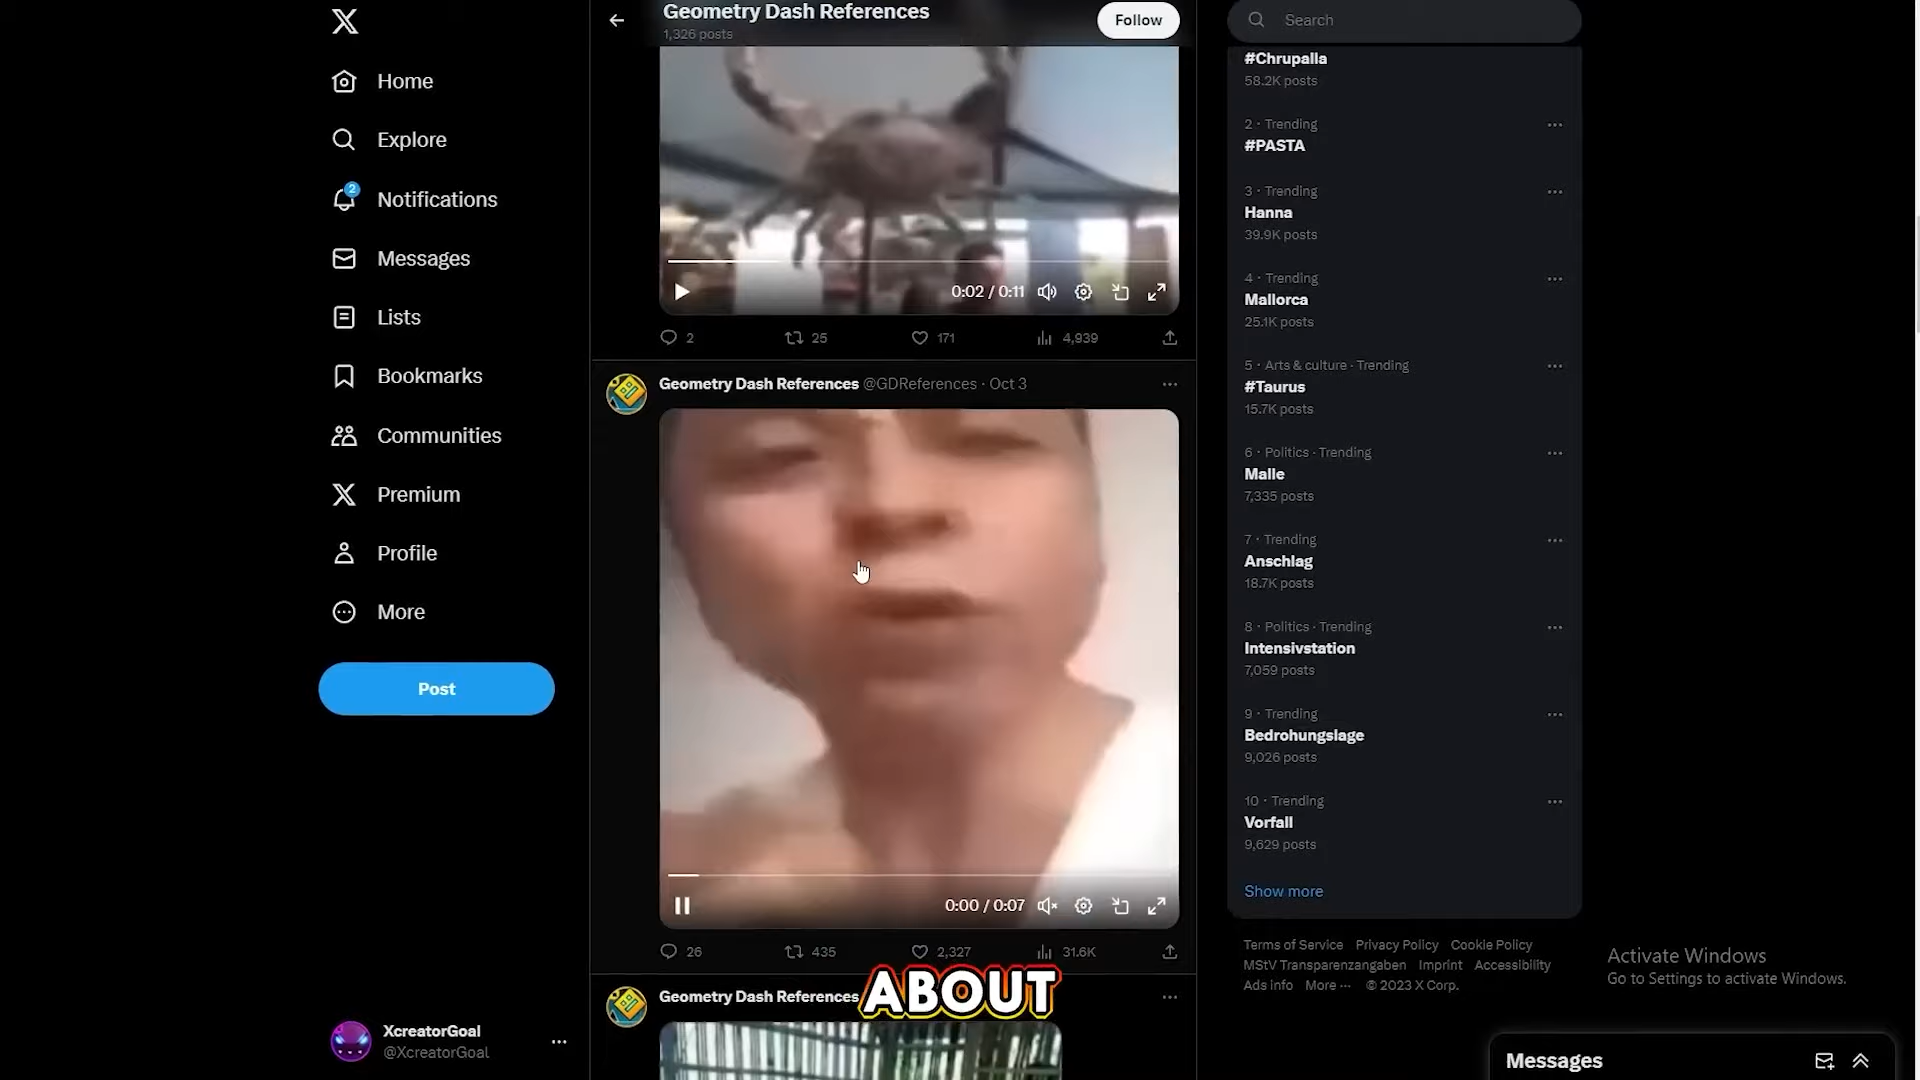 Home
Explore
2
Notifications
Messages
Lists
Bookmarks
Communities
Premium
Profile
More
Post
XcreatorGoal
@XcreatorGoal
Geometry Dash References
1,326 posts
Follow
0:02 / 0:11
2
25
171
4,939
Geometry Dash References @GDReferences · Oct 3
0:00 / 0:07
26
435
2,327
31.6K
Geometry Dash References
ABOUT
Search
#Chrupalla
58.2K posts
2 · Trending
#PASTA
3 · Trending
Hanna
39.9K posts
4 · Trending
Mallorca
25.1K posts
5 · Arts & culture · Trending
#Taurus
15.7K posts
6 · Politics · Trending
Malle
7,335 posts
7 · Trending
Anschlag
18.7K posts
8 · Politics · Trending
Intensivstation
7,059 posts
9 · Trending
Bedrohungslage
9,026 posts
10 · Trending
Vorfall
9,629 posts
Show more
Terms of Service Privacy Policy Cookie Policy
MStV Transparenzangaben Imprint Accessibility
Ads info More ··· © 2023 X Corp.
Activate Windows
Go to Settings to activate Windows.
Messages